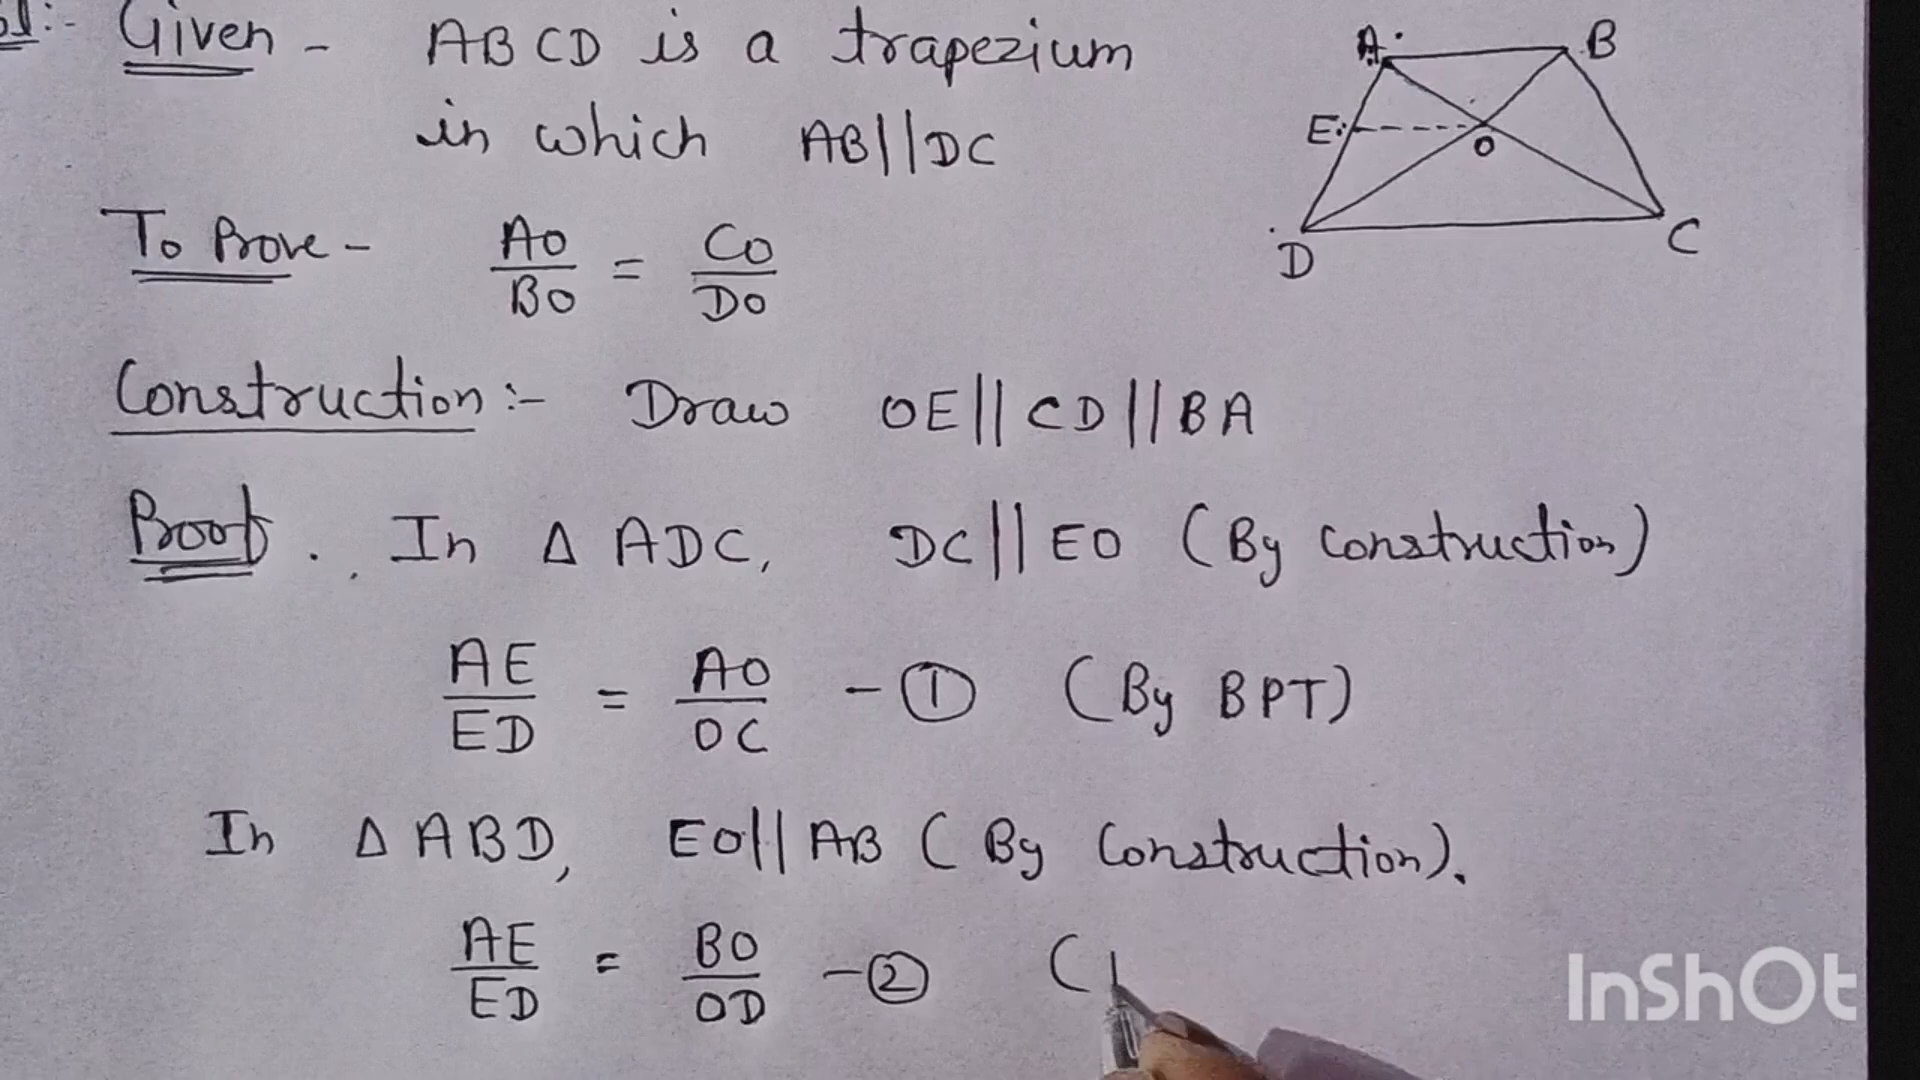 Given - ABCD is a trapezium
in which AB||DC
A B
E O
D C
To Prove - AO/BO = CO/DO
Construction :- Draw OE||CD||BA
Proof. In Δ ADC, DC||EO (By construction)
AE/ED = AO/OC - ① (By BPT)
In Δ ABD, EO||AB (By Construction).
AE/ED = BO/OD - ② (
InShOt